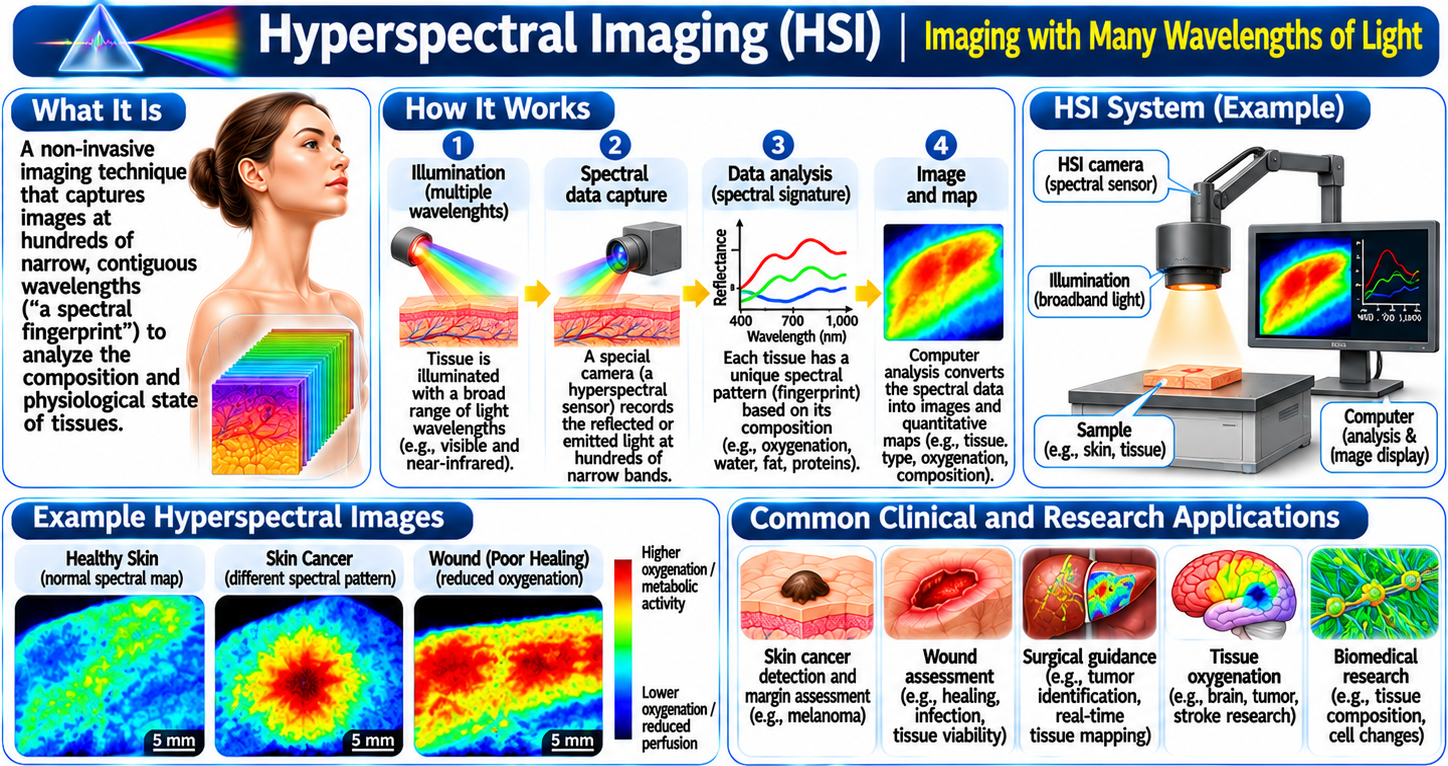 Hyperspectral Imaging (HSI) | Imaging with Many Wavelengths of Light
What It Is
A non-invasive
imaging technique
that captures
images at
hundreds of
narrow, contiguous
wavelengths
(“a spectral
fingerprint”) to
analyze the
composition and
physiological state
of tissues.
How It Works
1
Illumination
(multiple
wavelenghts)
Tissue is
illuminated
with a broad
range of light
wavelengths
(e.g., visible and
near-infrared).
2
Spectral
data capture
A special
camera (a
hyperspectral
sensor) records
the reflected or
emitted light at
hundreds of
narrow bands.
3
Data analysis
(spectral signature)
Reflectance
0
400 700 1,000
Wavelength (nm)
Each tissue has a
unique spectral
pattern (fingerprint)
based on its
composition
(e.g., oxygenation,
water, fat, proteins).
4
Image
and map
Computer
analysis converts
the spectral data
into images and
quantitative
maps (e.g., tissue.
type, oxygenation,
composition).
HSI System (Example)
HSI camera
(spectral sensor)
Illumination
(broadband light)
Sample
(e.g., skin, tissue)
Computer
(analysis &
(mage display)
Example Hyperspectral Images
Healthy Skin
(normal spectral map)
5 mm
Skin Cancer
(different spectral pattern)
5 mm
Wound (Poor Healing)
(reduced oxygenation)
5 mm
Higher
oxygenation /
metabolic
activity
Lower
oxygenation /
reduced
perfusion
Common Clinical and Research Applications
Skin cancer
detection and
margin assessment
(e.g., melanoma)
Wound
assessment
(e.g., healing,
infection,
tissue viability)
Surgical guidance
(e.g., tumor
identification,
real-time
tissue mapping)
Tissue
oxygenation
(e.g., brain, tumor,
stroke research)
Biomedical
research
(e.g., tissue
composition,
cell changes)